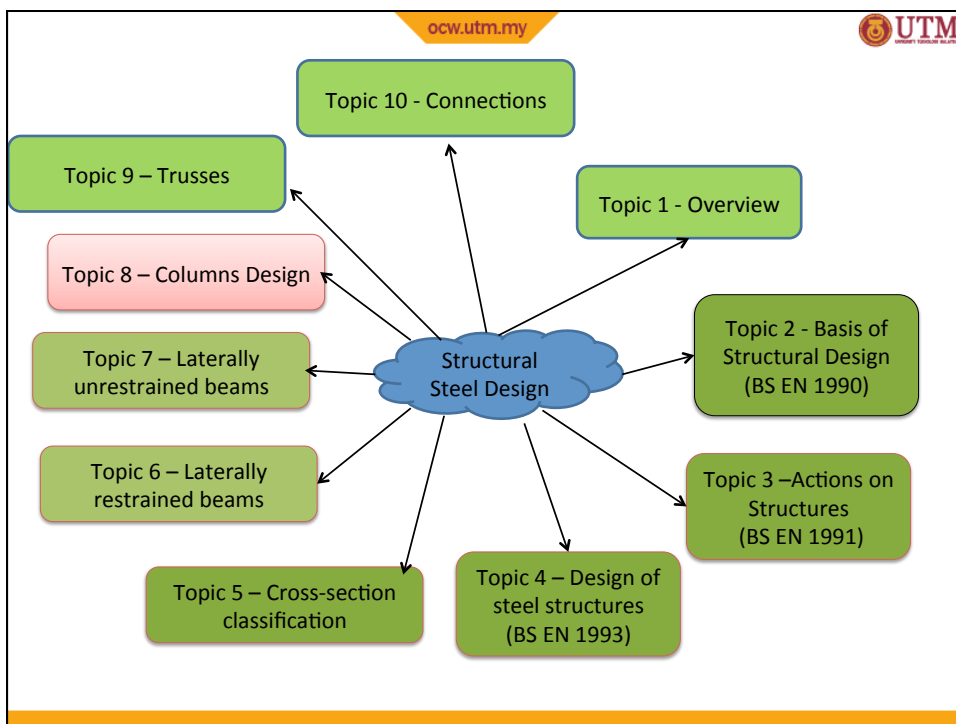 ocw.utm.my
UTM
UNIVERSITI TEKNOLOGI MALAYSIA
Topic 10 - Connections
Topic 9 – Trusses
Topic 1 - Overview
Topic 8 – Columns Design
Topic 2 - Basis of
Structural Design
(BS EN 1990)
Topic 7 – Laterally
unrestrained beams
Structural
Steel Design
Topic 6 – Laterally
restrained beams
Topic 3 –Actions on
Structures
(BS EN 1991)
Topic 5 – Cross-section
classification
Topic 4 – Design of
steel structures
(BS EN 1993)